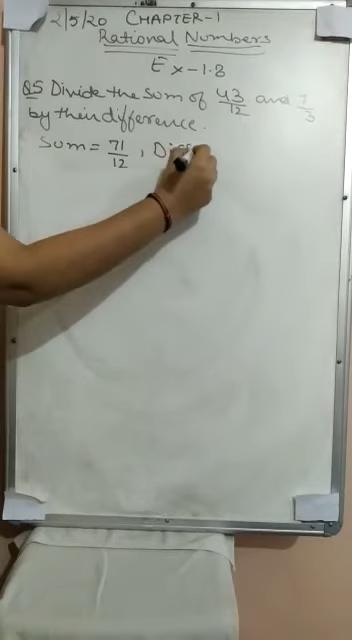 2/5/20 CHAPTER-1
Rational Numbers
Ex-1.8
Q5 Divide the sum of 43/12 and 7/3
by their difference.
Sum = 71/12, Diff